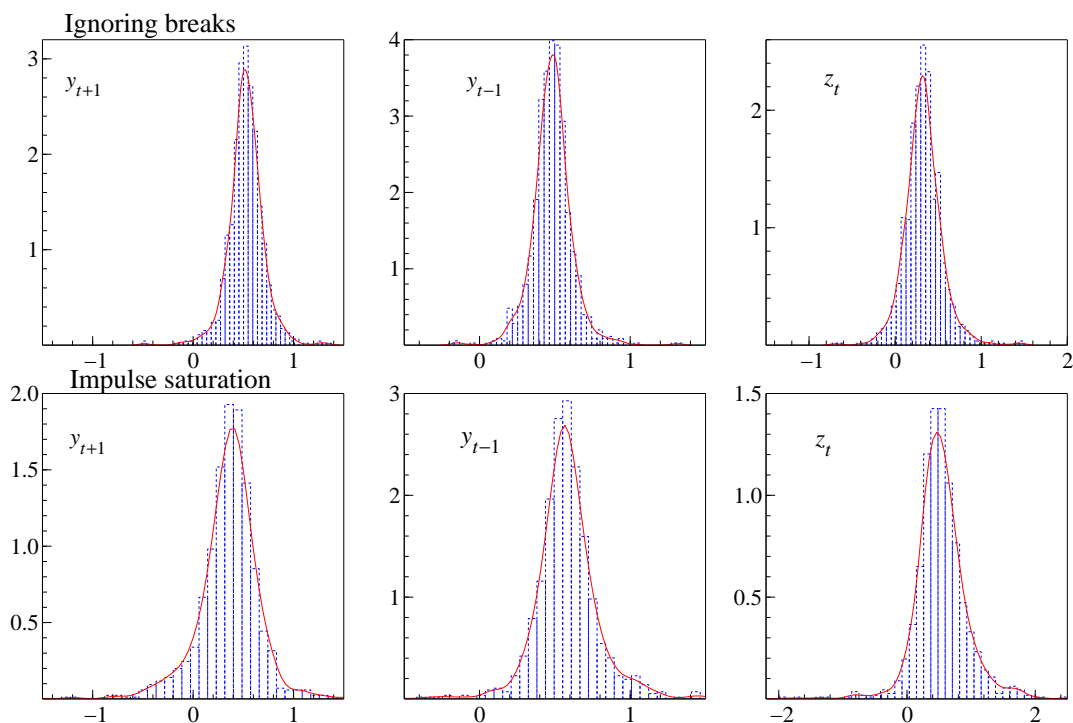 Ignoring breaks
y_{t+1}
3
2
1
−1 0 1
y_{t−1}
4
3
2
1
0 1
z_t
2
1
−1 0 1 2
Impulse saturation
y_{t+1}
2.0
1.5
1.0
0.5
−1 0 1
y_{t−1}
3
2
1
0 1
z_t
1.5
1.0
0.5
−2 0 2